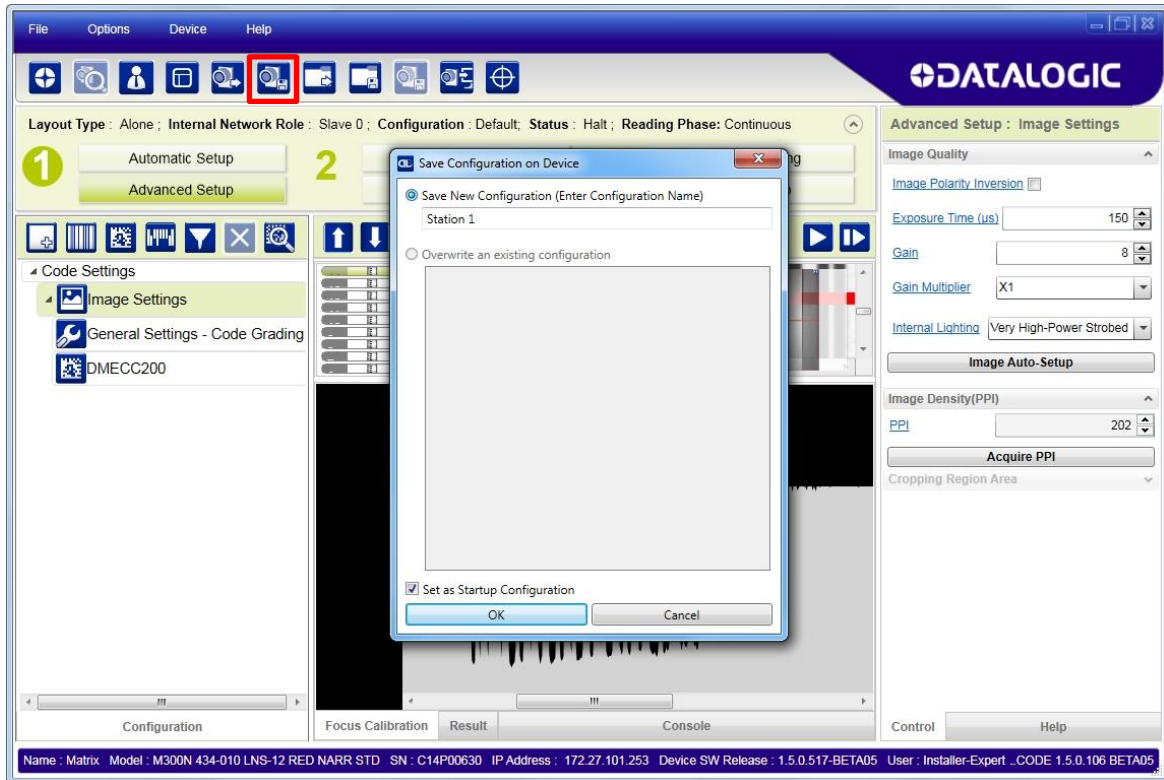 File Options Device Help
DATALOGIC
Layout Type : Alone ; Internal Network Role : Slave 0 ; Configuration : Default; Status : Halt ; Reading Phase: Continuous
1
Automatic Setup
Advanced Setup
2
ng
Save Configuration on Device
Save New Configuration (Enter Configuration Name)
Station 1
Overwrite an existing configuration
Set as Startup Configuration
OK Cancel
Code Settings
Image Settings
General Settings - Code Grading
DMECC200
Configuration
Focus Calibration Result Console
Advanced Setup : Image Settings
Image Quality
Image Polarity Inversion
Exposure Time (µs) 150
Gain 8
Gain Multiplier X1
Internal Lighting Very High-Power Strobed
Image Auto-Setup
Image Density(PPI)
PPI 202
Acquire PPI
Cropping Region Area
Control Help
Name : Matrix Model : M300N 434-010 LNS-12 RED NARR STD SN : C14P00630 IP Address : 172.27.101.253 Device SW Release : 1.5.0.517-BETA05 User : Installer-Expert ..CODE 1.5.0.106 BETA05